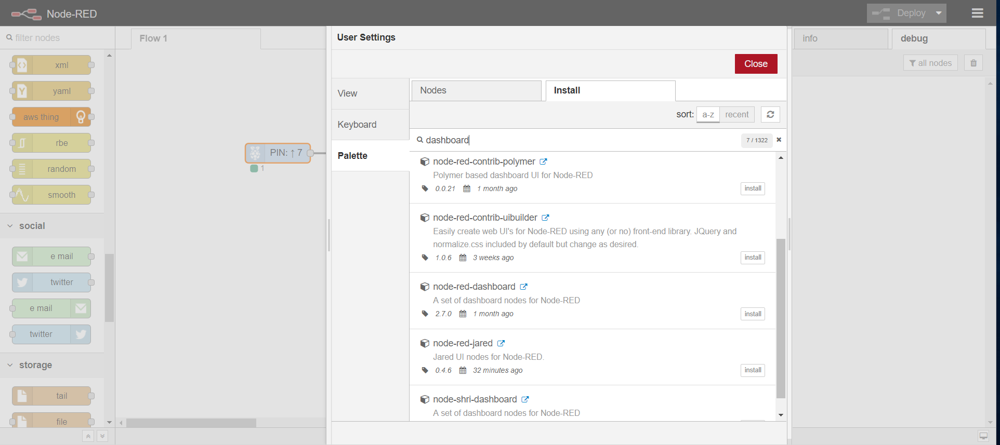 Node-RED
Deploy
filter nodes
xml
yaml
aws thing
rbe
random
smooth
social
e mail
twitter
e mail
twitter
storage
tail
file
Flow 1
PIN: ↑ 7
1
User Settings
Close
View
Keyboard
Palette
Nodes
Install
sort: a-z recent
dashboard
7 / 1322
node-red-contrib-polymer
Polymer based dashboard UI for Node-RED
0.0.21 1 month ago
install
node-red-contrib-uibuilder
Easily create web UI's for Node-RED using any (or no) front-end library. JQuery and
normalize.css included by default but change as desired.
1.0.6 3 weeks ago
install
node-red-dashboard
A set of dashboard nodes for Node-RED
2.7.0 1 month ago
install
node-red-jared
Jared UI nodes for Node-RED.
0.4.6 32 minutes ago
install
node-shri-dashboard
A set of dashboard nodes for Node-RED
info
debug
all nodes